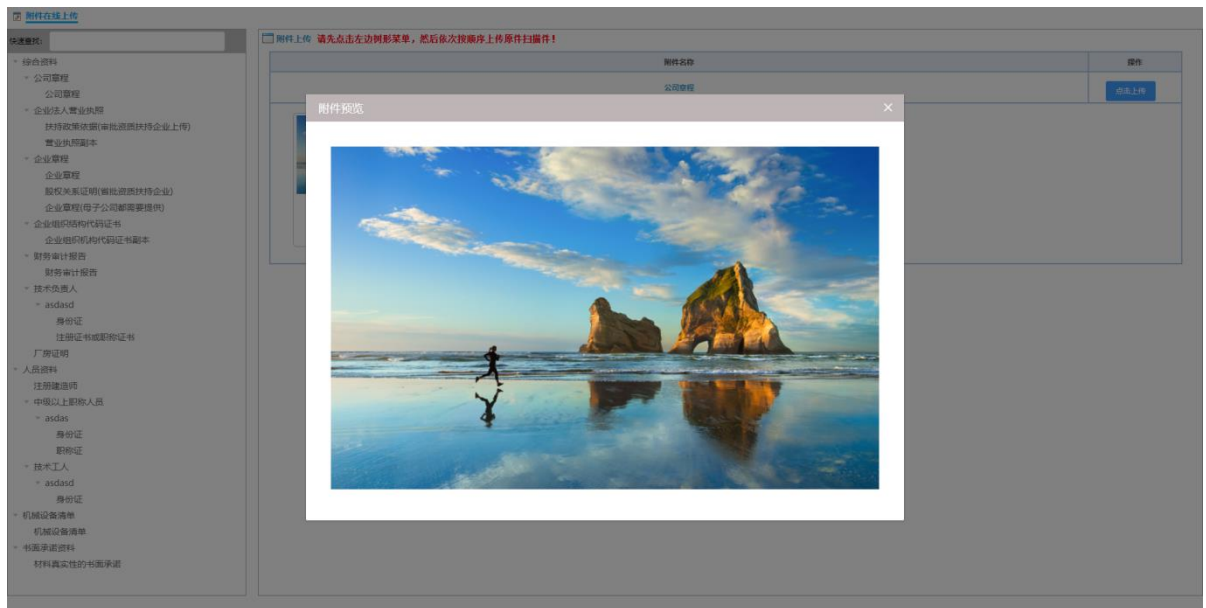 附件在线上传
快速查找:
综合资料
公司章程
公司章程
企业法人营业执照
扶持政策依据(审批资质扶持企业上传)
营业执照副本
企业章程
企业章程
股权关系证明(审批资质扶持企业)
企业章程(母子公司都需要提供)
企业组织结构代码证书
企业组织机构代码证书副本
财务审计报告
财务审计报告
技术负责人
asdasd
身份证
注册证书或职称证书
厂房证明
人员资料
注册建造师
中级以上职称人员
asdas
身份证
职称证
技术工人
asdasd
身份证
机械设备清单
机械设备清单
书面承诺资料
材料真实性的书面承诺
附件上传 请先点击左边树形菜单，然后依次按顺序上传原件扫描件！
附件名称 操作
公司章程 点击上传
附件预览